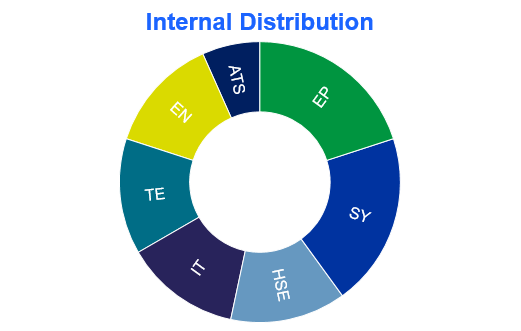 Internal Distribution
EP
SY
HSE
IT
TE
EN
ATS